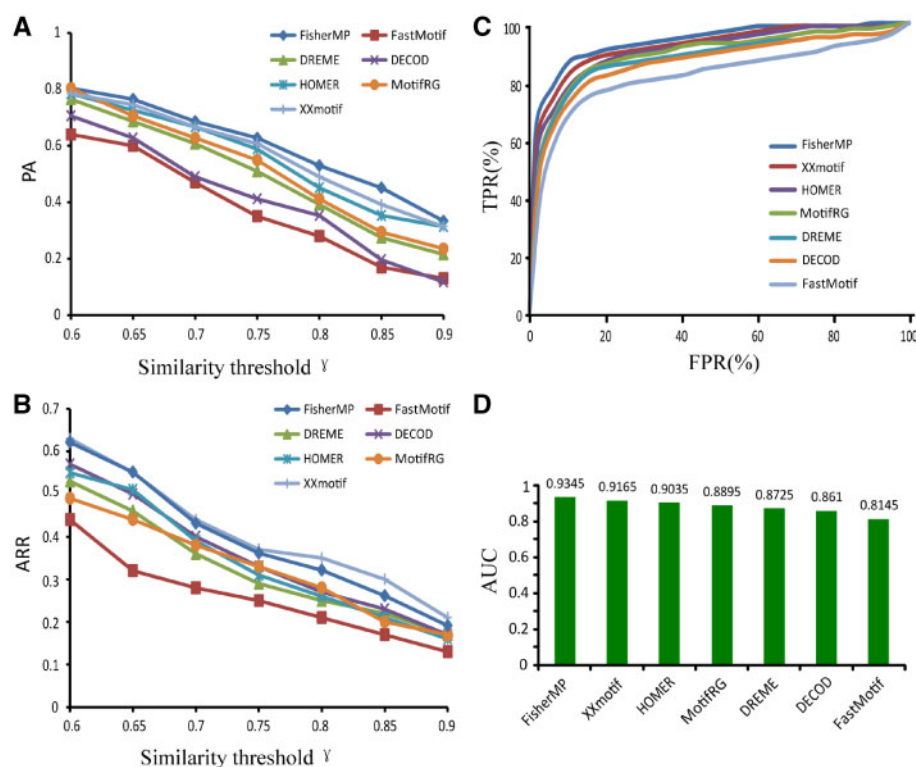 A
1
0.8
0.6
0.4
0.2
0
PA
FisherMP
FastMotif
DREME
DECOD
HOMER
MotifRG
XXmotif
0.6
0.65
0.7
0.75
0.8
0.85
0.9
Similarity threshold γ
C
100
80
60
40
20
0
TPR(%)
FisherMP
XXmotif
HOMER
MotifRG
DREME
DECOD
FastMotif
0
20
40
60
80
100
FPR(%)
B
0.7
0.6
0.5
0.4
0.3
0.2
0.1
0
ARR
FisherMP
FastMotif
DREME
DECOD
HOMER
MotifRG
XXmotif
0.6
0.65
0.7
0.75
0.8
0.85
0.9
Similarity threshold γ
D
1
0.8
0.6
0.4
0.2
0
AUC
0.9345
0.9165
0.9035
0.8895
0.8725
0.861
0.8145
FisherMP
XXmotif
HOMER
MotifRG
DREME
DECOD
FastMotif